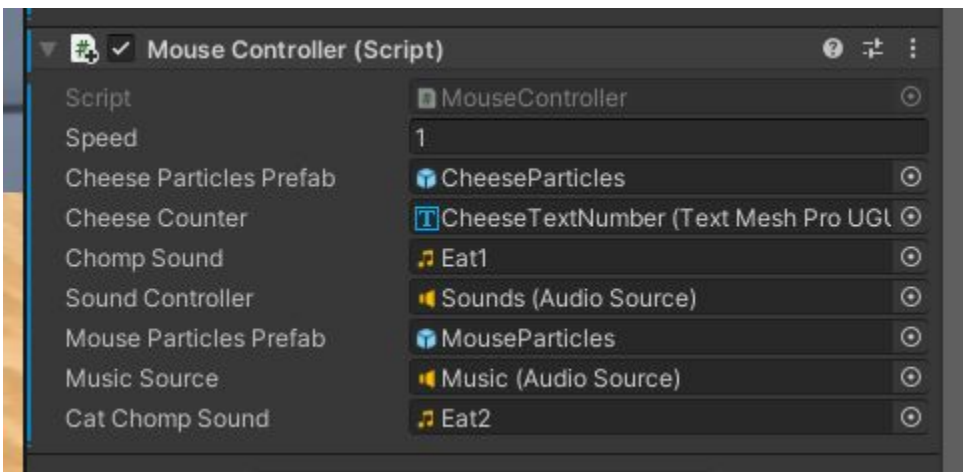 Mouse Controller (Script)
Script MouseController
Speed 1
Cheese Particles Prefab CheeseParticles
Cheese Counter CheeseTextNumber (Text Mesh Pro UGU
Chomp Sound Eat1
Sound Controller Sounds (Audio Source)
Mouse Particles Prefab MouseParticles
Music Source Music (Audio Source)
Cat Chomp Sound Eat2